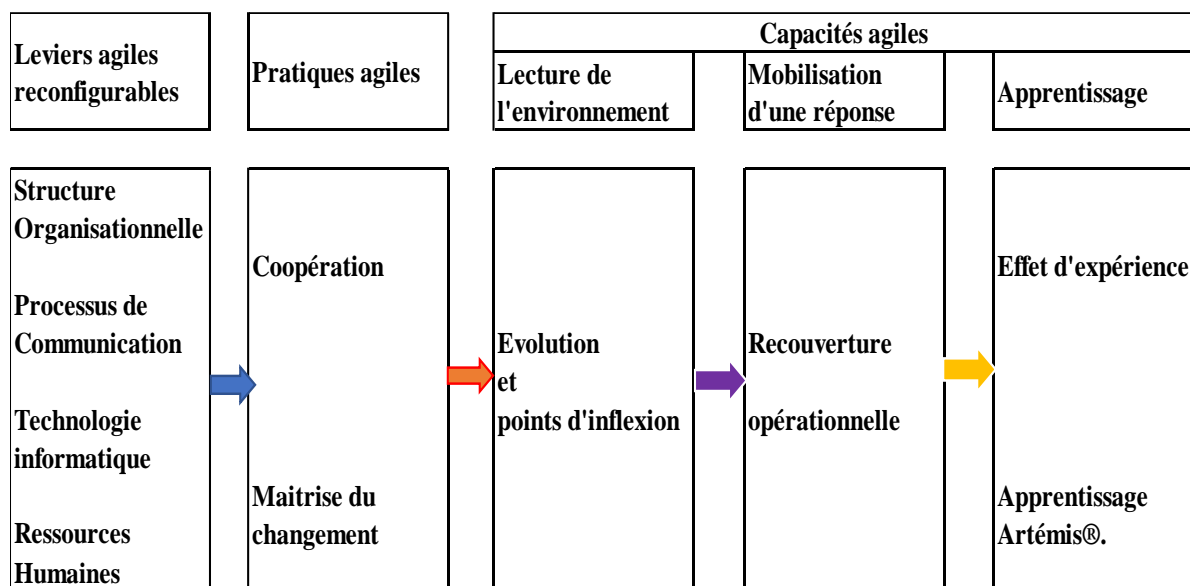 Leviers agiles
reconfigurables
Pratiques agiles
Capacités agiles
Lecture de
l'environnement
Mobilisation
d'une réponse
Apprentissage
Structure
Organisationnelle
Processus de
Communication
Technologie
informatique
Ressources
Humaines
Coopération
Maitrise du
changement
Evolution
et
points d'inflexion
Recouverture
opérationnelle
Effet d'expérience
Apprentissage
Artémis®.